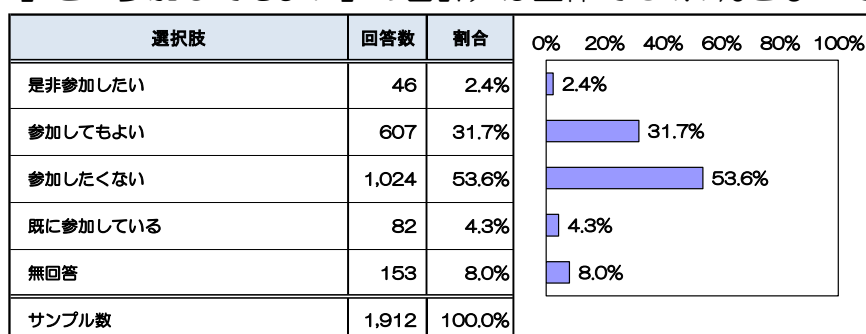 選択肢 回答数 割合 0% 20% 40% 60% 80% 100%
是非参加したい 46 2.4% 2.4%
参加してもよい 607 31.7% 31.7%
参加したくない 1,024 53.6% 53.6%
既に参加している 82 4.3% 4.3%
無回答 153 8.0% 8.0%
サンプル数 1,912 100.0%